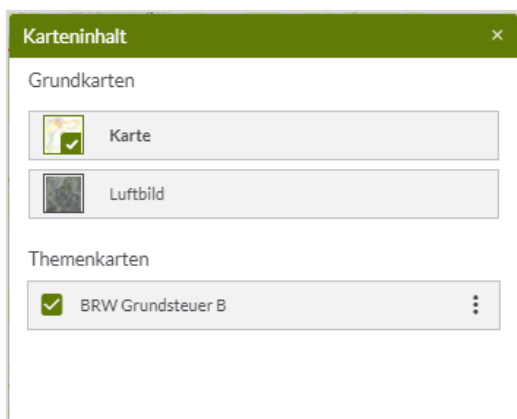 Karteninhalt
Grundkarten
Karte
Luftbild
Themenkarten
BRW Grundsteuer B